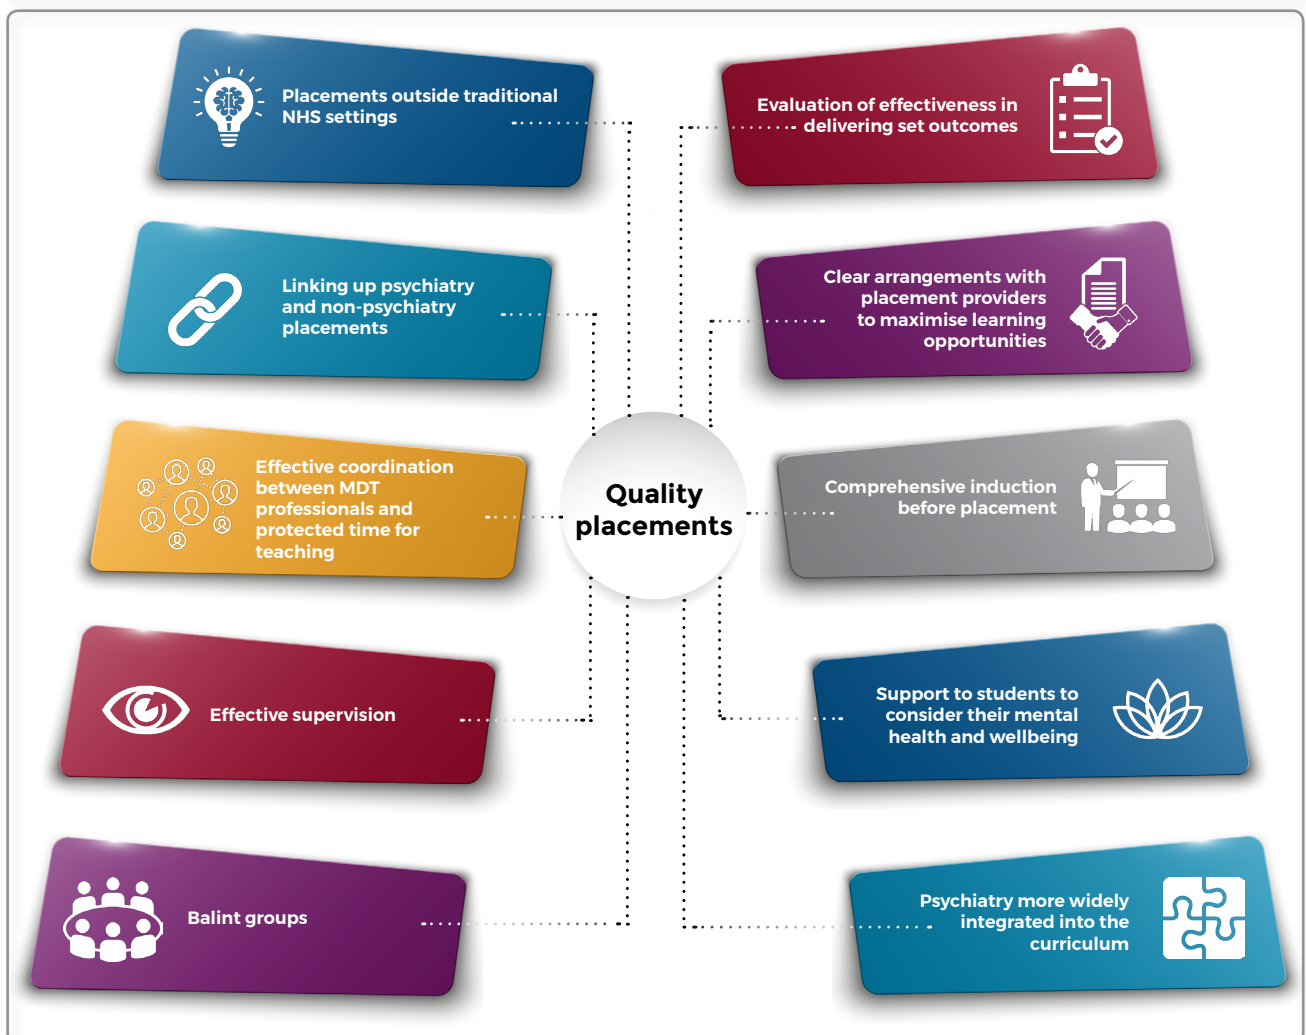 Placements outside traditional
NHS settings
Linking up psychiatry
and non-psychiatry
placements
Effective coordination
between MDT
professionals and
protected time for
teaching
Effective supervision
Balint groups
Quality
placements
Evaluation of effectiveness in
delivering set outcomes
Clear arrangements with
placement providers
to maximise learning
opportunities
Comprehensive induction
before placement
Support to students to
consider their mental
health and wellbeing
Psychiatry more widely
integrated into the
curriculum